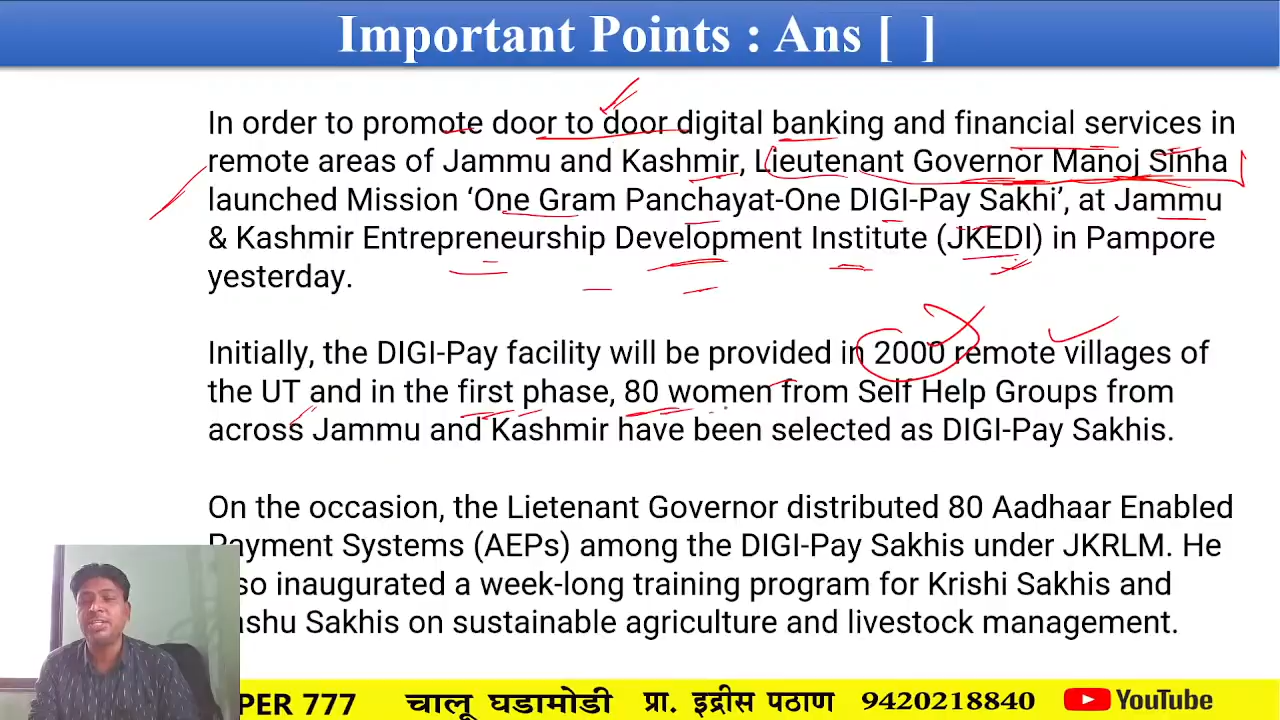 Important Points : Ans [ ]
In order to promote door to door digital banking and financial services in
remote areas of Jammu and Kashmir, Lieutenant Governor Manoj Sinha
launched Mission ‘One Gram Panchayat-One DIGI-Pay Sakhi’, at Jammu
& Kashmir Entrepreneurship Development Institute (JKEDI) in Pampore
yesterday.
Initially, the DIGI-Pay facility will be provided in 2000 remote villages of
the UT and in the first phase, 80 women from Self Help Groups from
across Jammu and Kashmir have been selected as DIGI-Pay Sakhis.
On the occasion, the Lietenant Governor distributed 80 Aadhaar Enabled
Payment Systems (AEPs) among the DIGI-Pay Sakhis under JKRLM. He
so inaugurated a week-long training program for Krishi Sakhis and
ashu Sakhis on sustainable agriculture and livestock management.
PER 777 चालू घडामोडी प्रा. इद्रीस पठाण 9420218840 YouTube